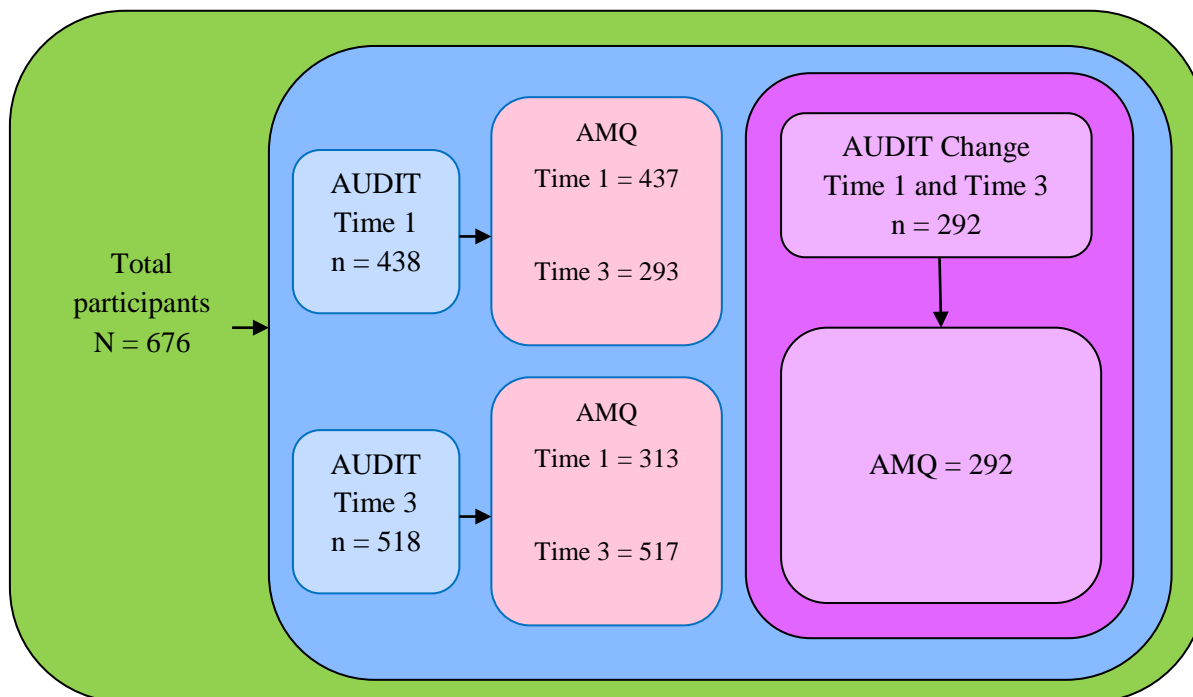 Total
participants
N = 676
AUDIT
Time 1
n = 438
AMQ
Time 1 = 437
Time 3 = 293
AUDIT
Time 3
n = 518
AMQ
Time 1 = 313
Time 3 = 517
AUDIT Change
Time 1 and Time 3
n = 292
AMQ = 292